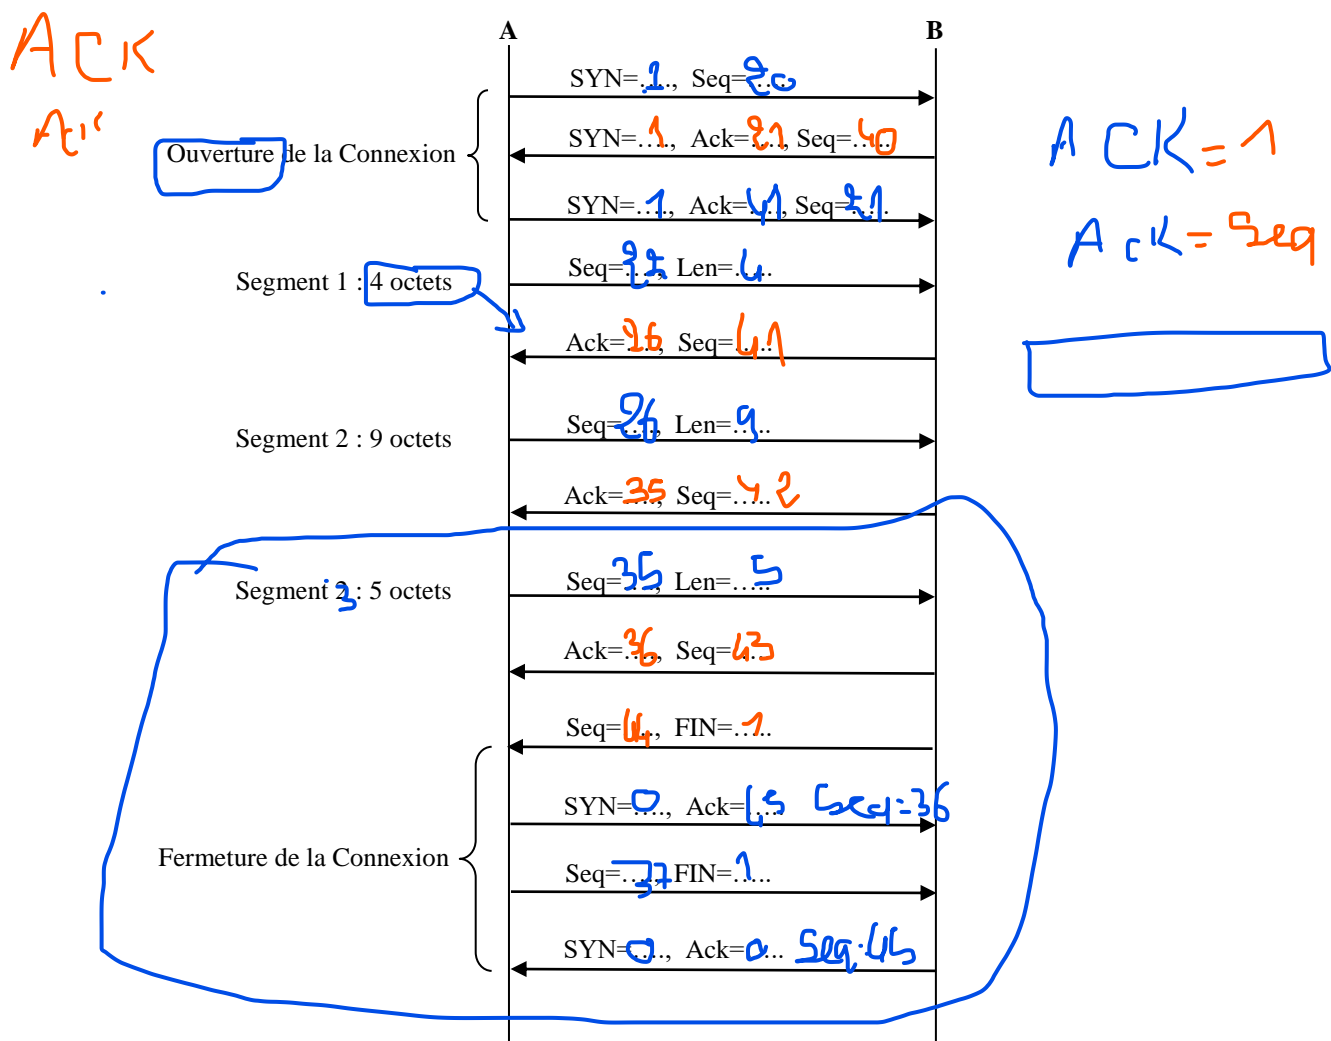 ACK
A B
SYN=.1..., Seq=20
Ack
SYN=.1..., Ack=21, Seq=40
ACK=1
Ouverture de la Connexion
SYN=.1..., Ack=41, Seq=21
Ack=Seq
Seq=22, Len=4
Segment 1 : 4 octets
Ack=26, Seq=41
Seq=26, Len=9
Segment 2 : 9 octets
Ack=35, Seq=42
Seq=35, Len=5
Segment 3 : 5 octets
Ack=36, Seq=43
Seq=44, FIN=1
SYN=0, Ack=45 Seq=36
Fermeture de la Connexion
Seq=37, FIN=1
SYN=0, Ack=0 Seq=45